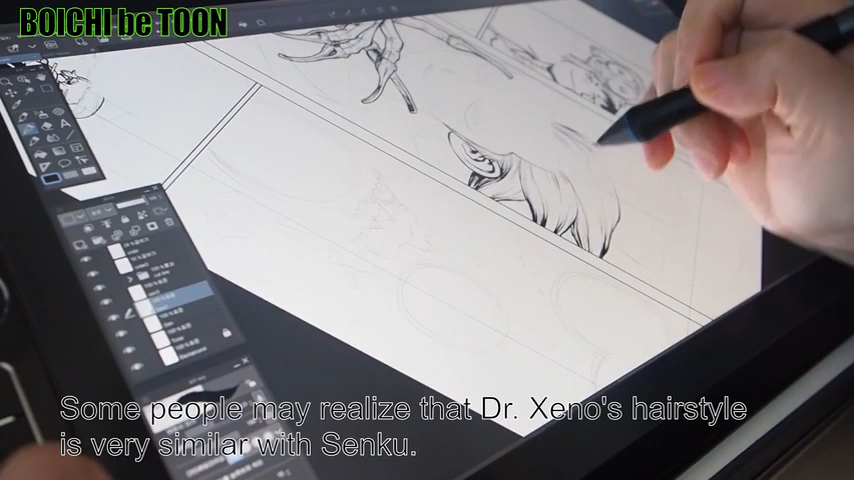 BOICHI be TOON
Some people may realize that Dr. Xeno's hairstyle
is very similar with Senku.